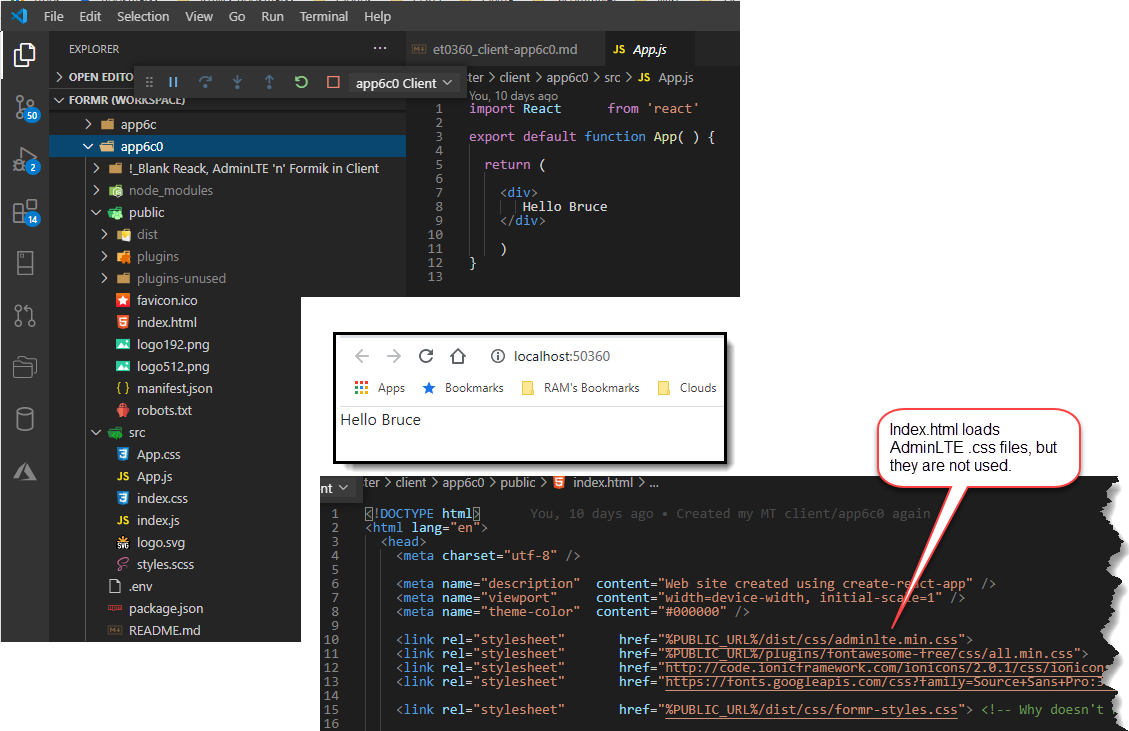 File Edit Selection View Go Run Terminal Help
EXPLORER
OPEN EDITO
app6c0 Client
FORMR (WORKSPACE)
50
2
14
app6c
app6c0
!_Blank Reack, AdminLTE 'n' Formik in Client
node_modules
public
dist
plugins
plugins-unused
favicon.ico
index.html
logo192.png
logo512.png
manifest.json
robots.txt
src
App.css
App.js
index.css
index.js
logo.svg
styles.scss
.env
package.json
README.md
et0360_client-app6c0.md JS App.js
ter > client > app6c0 > src > JS App.js
You, 10 days ago
1 import React from 'react'
2
3 export default function App( ) {
4
5 return (
6
7 <div>
8 Hello Bruce
9 </div>
10
11 )
12 }
13
localhost:50360
Apps Bookmarks RAM's Bookmarks Clouds
Hello Bruce
Index.html loads
AdminLTE .css files, but
they are not used.
nt
ter > client > app6c0 > public > index.html > ...
1 <!DOCTYPE html> You, 10 days ago • Created my MT client/app6c0 again
2 <html lang="en">
3 <head>
4 <meta charset="utf-8" />
5
6 <meta name="description" content="Web site created using create-react-app" />
7 <meta name="viewport" content="width=device-width, initial-scale=1" />
8 <meta name="theme-color" content="#000000" />
9
10 <link rel="stylesheet" href="%PUBLIC_URL%/dist/css/adminlte.min.css">
11 <link rel="stylesheet" href="%PUBLIC_URL%/plugins/fontawesome-free/css/all.min.css">
12 <link rel="stylesheet" href="http://code.ionicframework.com/ionicons/2.0.1/css/ionicons
13 <link rel="stylesheet" href="https://fonts.googleapis.com/css?family=Source+Sans+Pro:3
14
15 <link rel="stylesheet" href="%PUBLIC_URL%/dist/css/formr-styles.css"> <!-- Why doesn't
16